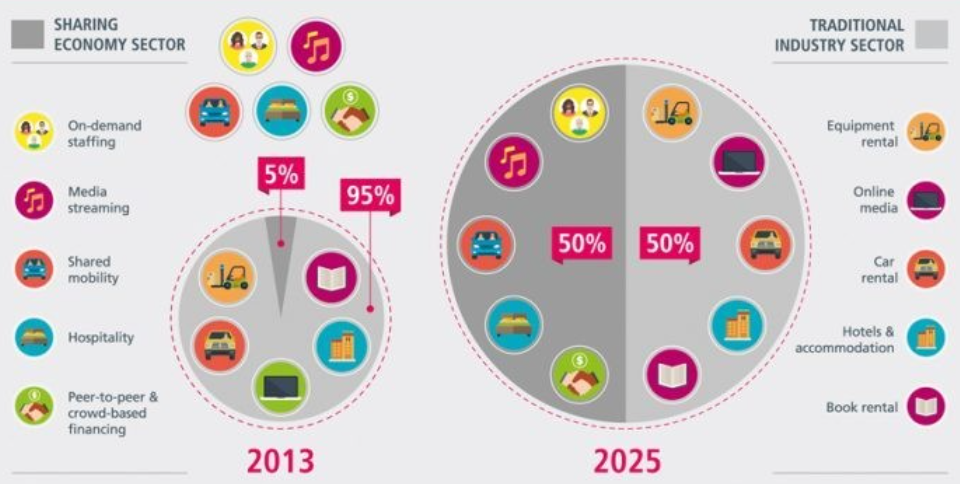 SHARING
ECONOMY SECTOR
On-demand
staffing
Media
streaming
Shared
mobility
Hospitality
Peer-to-peer &
crowd-based
financing
5%
95%
2013
50%
50%
2025
TRADITIONAL
INDUSTRY SECTOR
Equipment
rental
Online
media
Car
rental
Hotels &
accommodation
Book rental